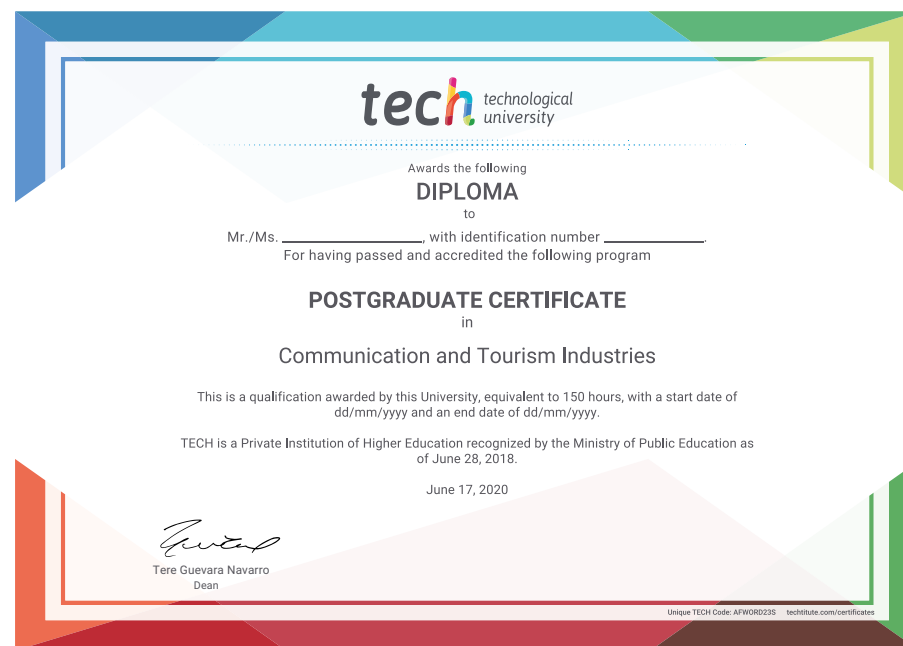 tech technological
university
Awards the following
DIPLOMA
to
Mr./Ms. ____________, with identification number ____________.
For having passed and accredited the following program
POSTGRADUATE CERTIFICATE
in
Communication and Tourism Industries
This is a qualification awarded by this University, equivalent to 150 hours, with a start date of
dd/mm/yyyy and an end date of dd/mm/yyyy.
TECH is a Private Institution of Higher Education recognized by the Ministry of Public Education as
of June 28, 2018.
June 17, 2020
Tere Guevara Navarro
Dean
Unique TECH Code: AFWORD23S techtitute.com/certificates